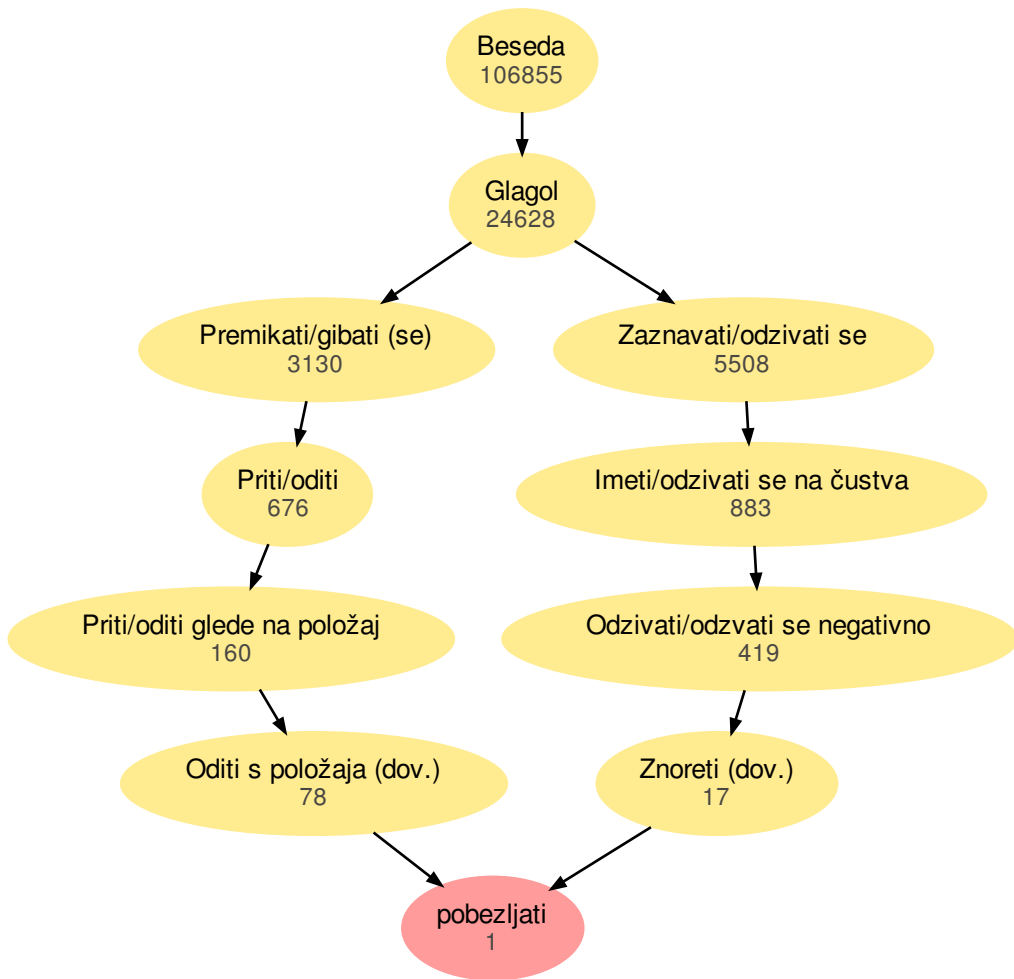 Beseda
106855
Glagol
24628
Premikati/gibati (se)
3130
Zaznavati/odzivati se
5508
Priti/oditi
676
Imeti/odzivati se na čustva
883
Priti/oditi glede na položaj
160
Odzivati/odzvati se negativno
419
Oditi s položaja (dov.)
78
Znoreti (dov.)
17
pobezljati
1